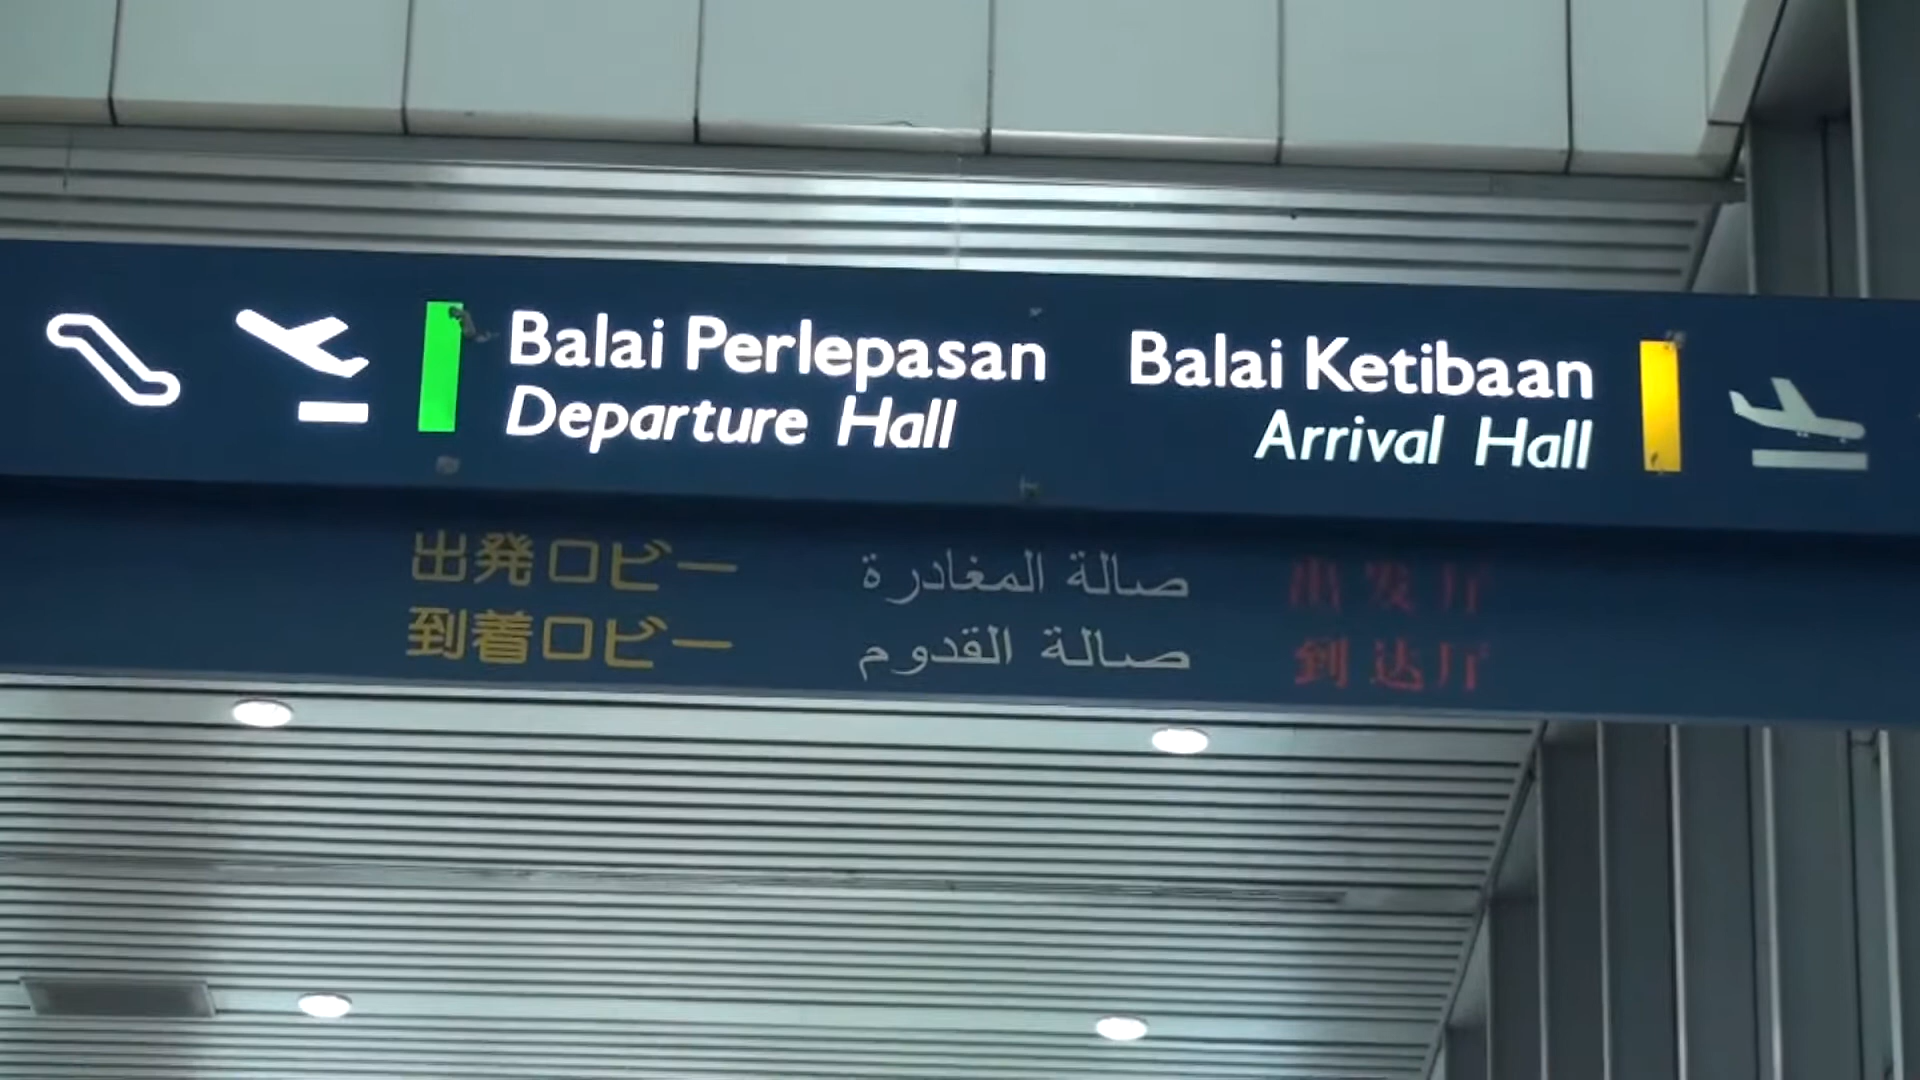 Balai Perlepasan
Departure Hall
Balai Ketibaan
Arrival Hall
出発ロビー
到着ロビー
صالة المغادرة
صالة القدوم
出发厅
到达厅